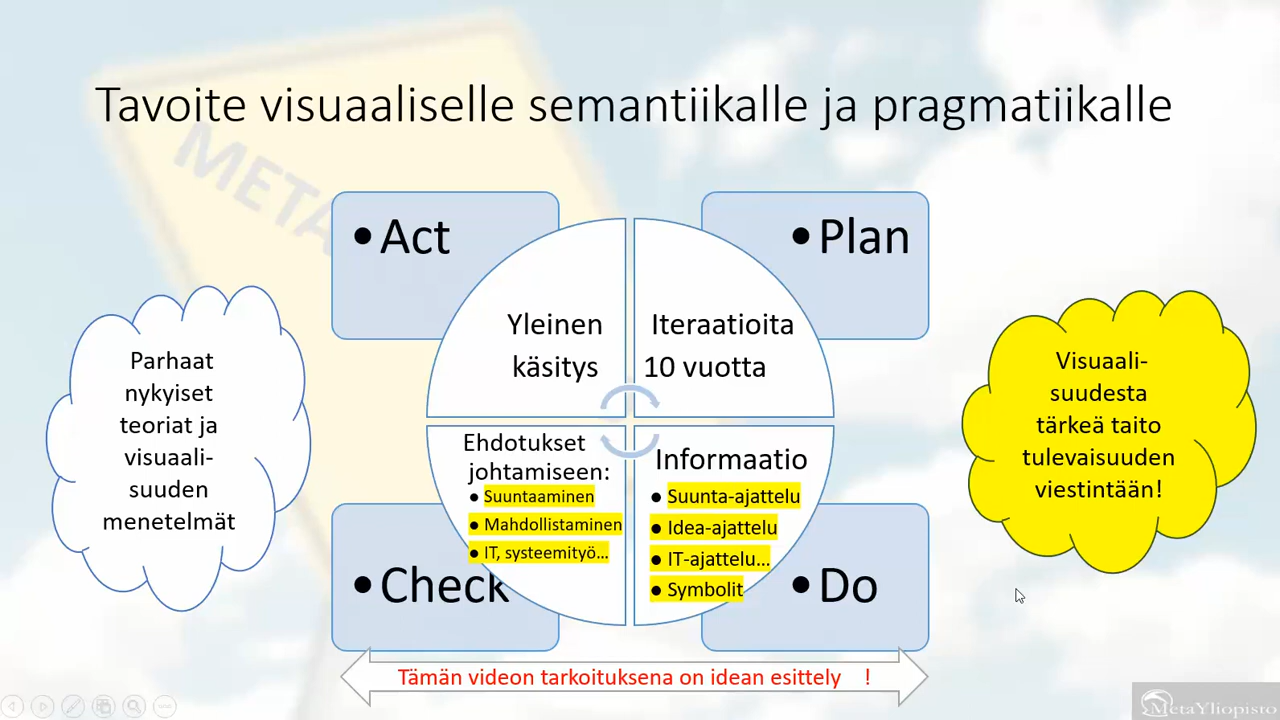 Tavoite visuaaliselle semantiikalle ja pragmatiikalle
META
• Act
• Plan
Yleinen
käsitys
Iteraatioita
10 vuotta
Parhaat
nykyiset
teoriat ja
visuaali-
suuden
menetelmät
Visuaali-
suudesta
tärkeä taito
tulevaisuuden
viestintään!
Ehdotukset
johtamiseen:
• Suuntaaminen
• Mahdollistaminen
• IT, systeemityö...
Informaatio
• Suunta-ajattelu
• Idea-ajattelu
• IT-ajattelu...
• Symbolit
• Check
• Do
Tämän videon tarkoituksena on idean esittely !
MetaYliopisto